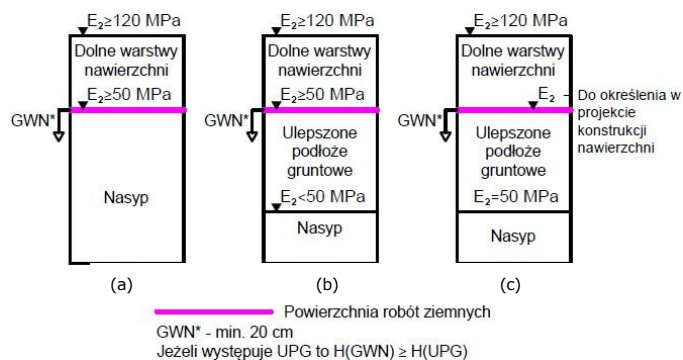 E₂≥120 MPa
Dolne warstwy
nawierzchni
E₂≥50 MPa
GWN*
Nasyp
(a)
E₂≥120 MPa
Dolne warstwy
nawierzchni
E₂≥50 MPa
GWN*
Ulepszone
podłoże
gruntowe
E₂<50 MPa
Nasyp
(b)
E₂≥120 MPa
Dolne warstwy
nawierzchni
E₂
Do określenia w
projekcie
konstrukcji
nawierzchni
GWN*
Ulepszone
podłoże
gruntowe
E₂=50 MPa
Nasyp
(c)
Powierzchnia robót ziemnych
GWN* - min. 20 cm
Jeżeli występuje UPG to H(GWN) ≥ H(UPG)